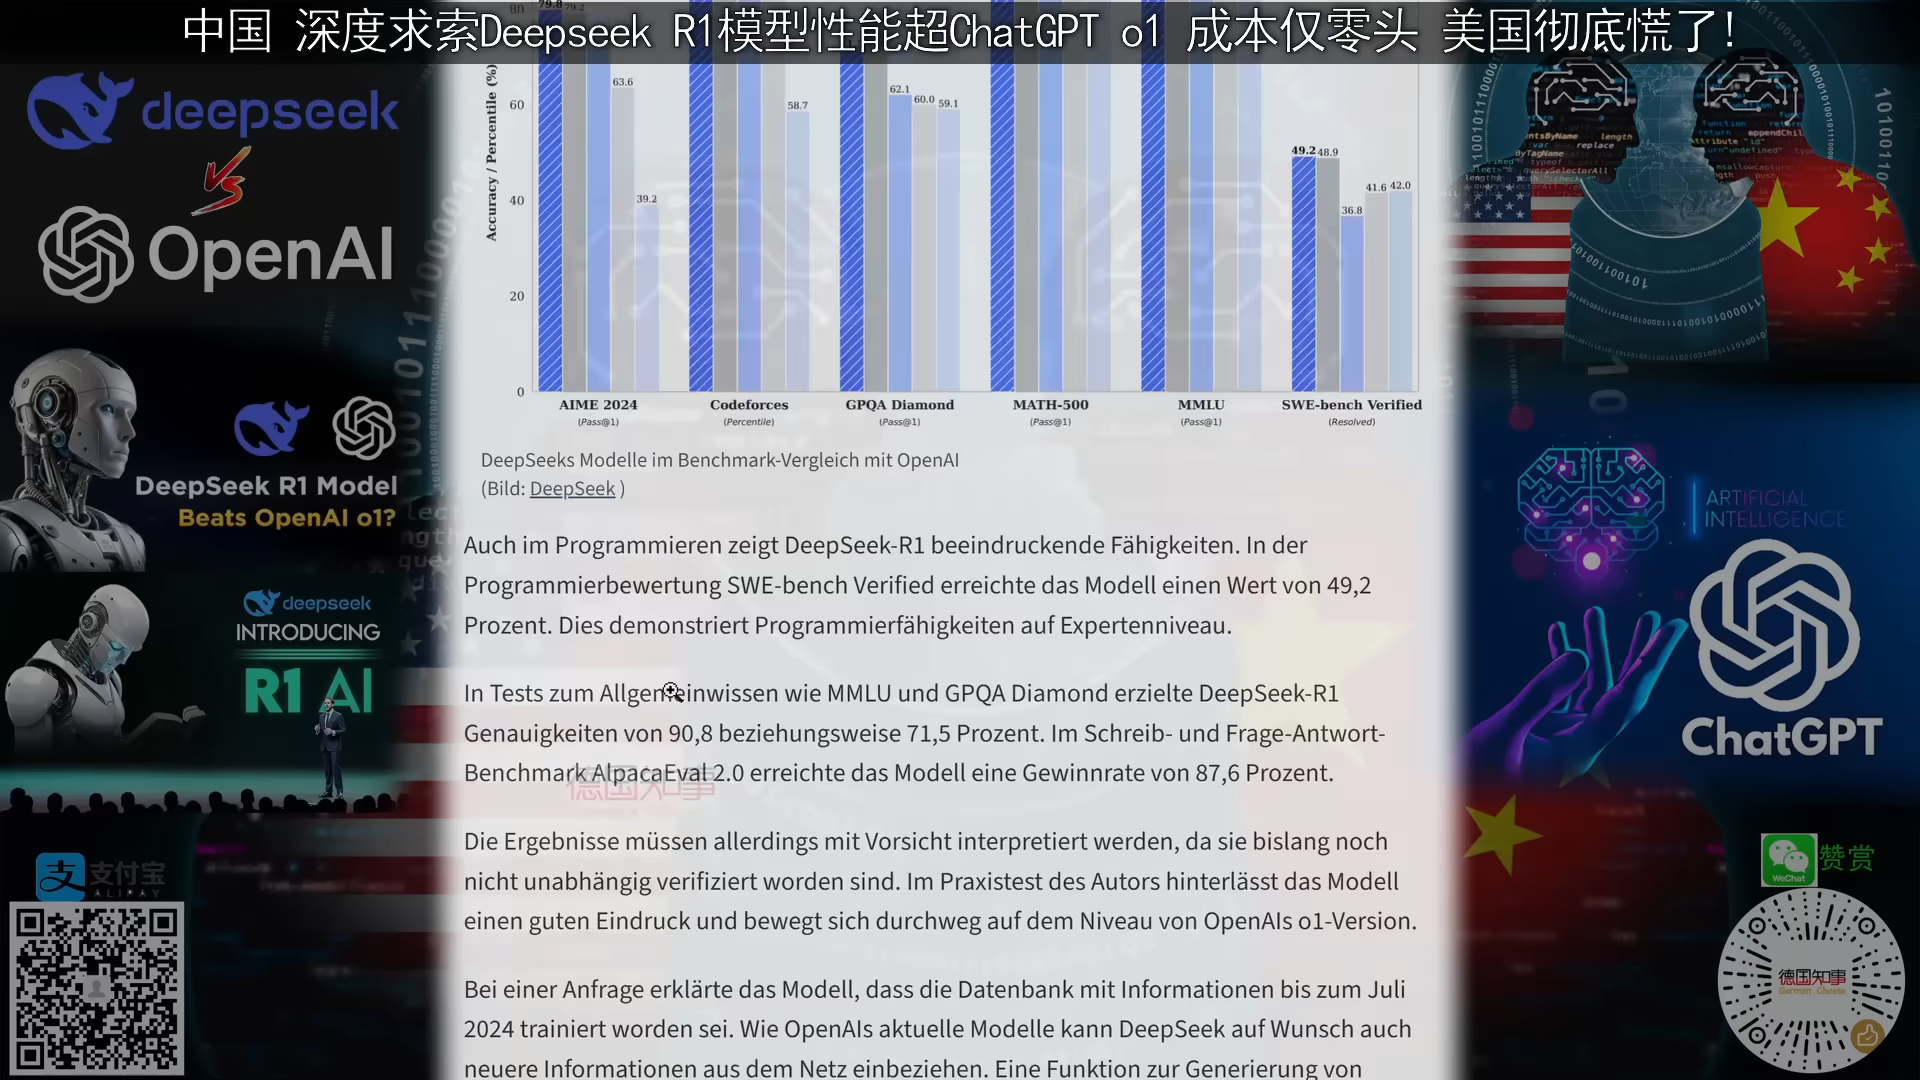 中国 深度求索Deepseek R1模型性能超ChatGPT o1 成本仅零头 美国彻底慌了!
deepseek
VS
OpenAI
DeepSeek R1 Model
Beats OpenAI o1?
deepseek
INTRODUCING
R1 AI
支付宝
ALIPAY
Accuracy / Percentile (%)
80
60
40
20
0
79.8 79.2
63.6
39.2
58.7
62.1
60.0
59.1
49.2
48.9
36.8
41.6
42.0
AIME 2024 Codeforces GPQA Diamond MATH-500 MMLU SWE-bench Verified
(Pass@1) (Percentile) (Pass@1) (Pass@1) (Pass@1) (Resolved)
DeepSeeks Modelle im Benchmark-Vergleich mit OpenAI
(Bild: DeepSeek )
Auch im Programmieren zeigt DeepSeek-R1 beeindruckende Fähigkeiten. In der
Programmierbewertung SWE-bench Verified erreichte das Modell einen Wert von 49,2
Prozent. Dies demonstriert Programmierfähigkeiten auf Expertenniveau.
In Tests zum Allgemeinwissen wie MMLU und GPQA Diamond erzielte DeepSeek-R1
Genauigkeiten von 90,8 beziehungsweise 71,5 Prozent. Im Schreib- und Frage-Antwort-
Benchmark AlpacaEval 2.0 erreichte das Modell eine Gewinnrate von 87,6 Prozent.
德国知事
Die Ergebnisse müssen allerdings mit Vorsicht interpretiert werden, da sie bislang noch
nicht unabhängig verifiziert worden sind. Im Praxistest des Autors hinterlässt das Modell
einen guten Eindruck und bewegt sich durchweg auf dem Niveau von OpenAIs o1-Version.
Bei einer Anfrage erklärte das Modell, dass die Datenbank mit Informationen bis zum Juli
2024 trainiert worden sei. Wie OpenAIs aktuelle Modelle kann DeepSeek auf Wunsch auch
neuere Informationen aus dem Netz einbeziehen. Eine Funktion zur Generierung von
ARTIFICIAL
INTELLIGENCE
ChatGPT
WeChat
赞赏
德国知事
German Cheese